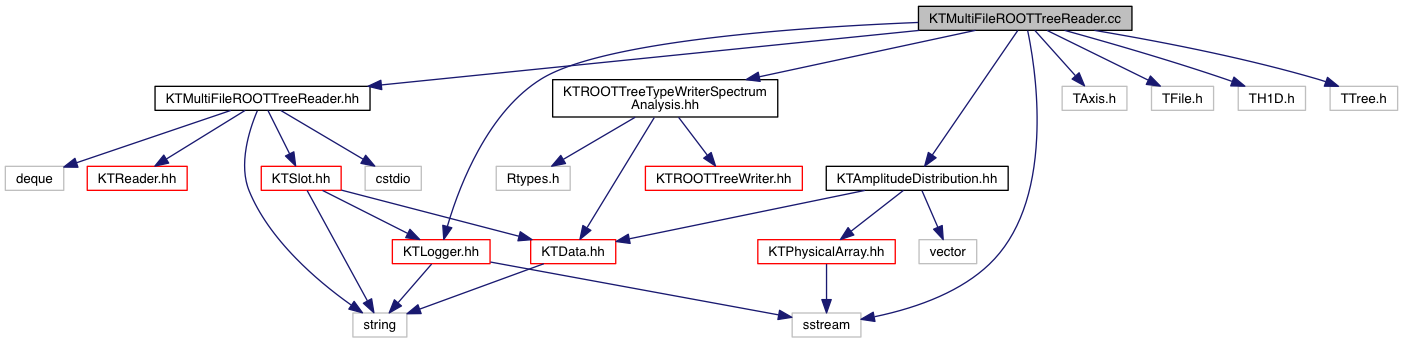 KTMultiFileROOTTreeReader.cc
KTMultiFileROOTTreeReader.hh
KTROOTTreeTypeWriterSpectrum
Analysis.hh
TAxis.h
TFile.h
TH1D.h
TTree.h
deque
KTReader.hh
KTSlot.hh
cstdio
Rtypes.h
KTROOTTreeWriter.hh
KTAmplitudeDistribution.hh
KTLogger.hh
KTData.hh
KTPhysicalArray.hh
vector
string
sstream